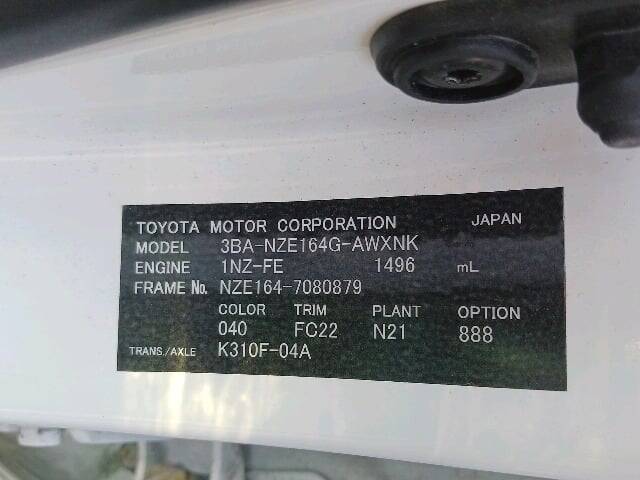 TOYOTA MOTOR CORPORATION JAPAN
MODEL 3BA-NZE164G-AWXNK
ENGINE 1NZ-FE 1496 mL
FRAME No. NZE164-7080879
COLOR TRIM PLANT OPTION
040 FC22 N21 888
TRANS./AXLE K310F-04A